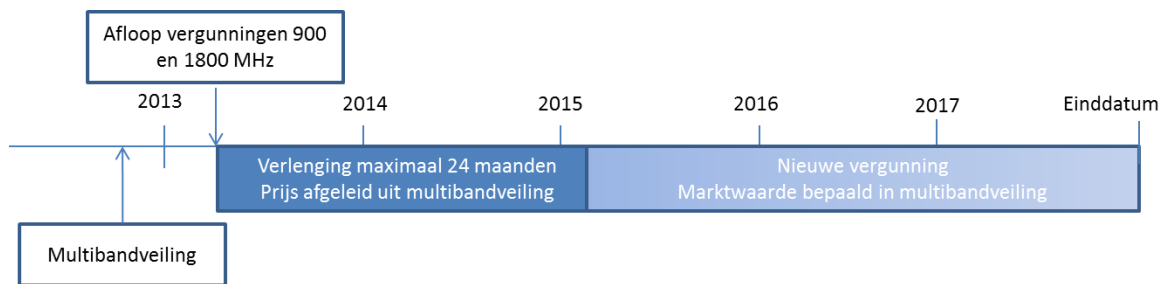 Afloop vergunningen 900
en 1800 MHz
2013
2014
2015
2016
2017
Einddatum
Verlenging maximaal 24 maanden
Prijs afgeleid uit multibandveiling
Nieuwe vergunning
Marktwaarde bepaald in multibandveiling
Multibandveiling